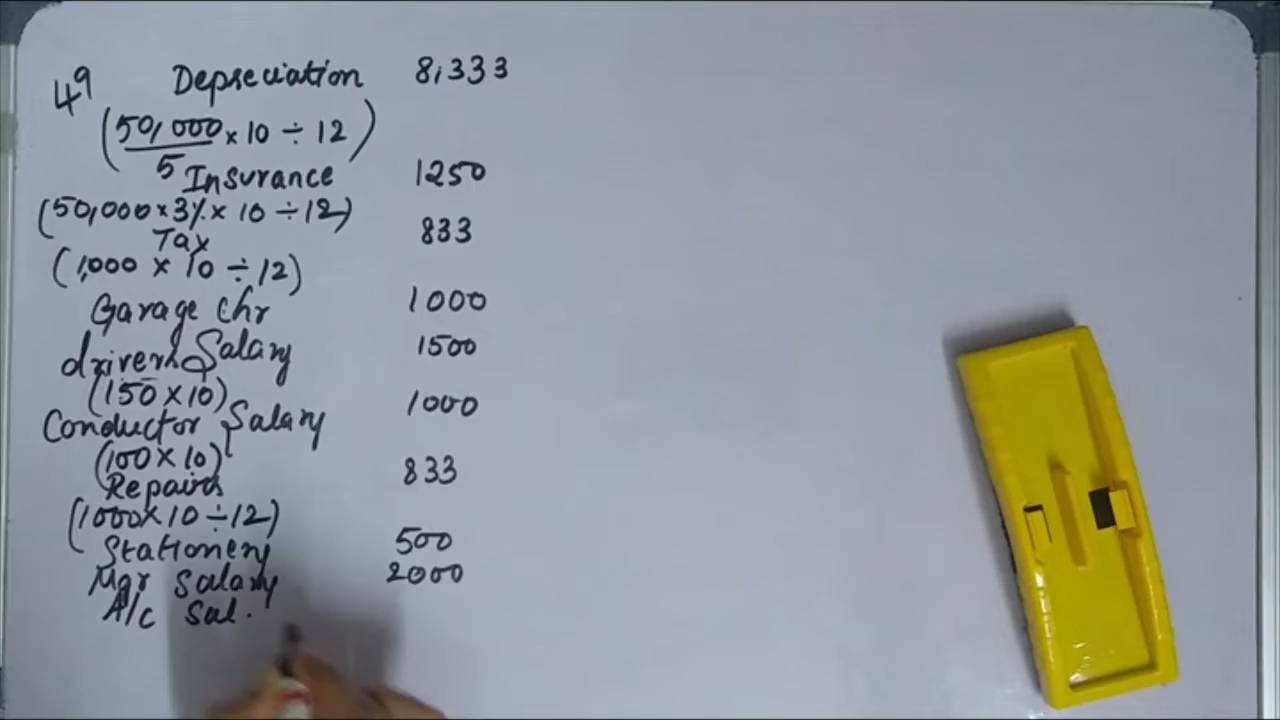 49 Depreciation 8,333
(50,000/5 × 10 ÷ 12)
Insurance 1250
(50,000 × 3% × 10 ÷ 12)
Tax 833
(1,000 × 10 ÷ 12)
Garage Chr 1000
drivers Salary 1500
(150 × 10)
Conductor Salary 1000
(100 × 10)
Repairs 833
(1000 × 10 ÷ 12)
Stationery 500
Mgr Salary 2000
A/c Sal.